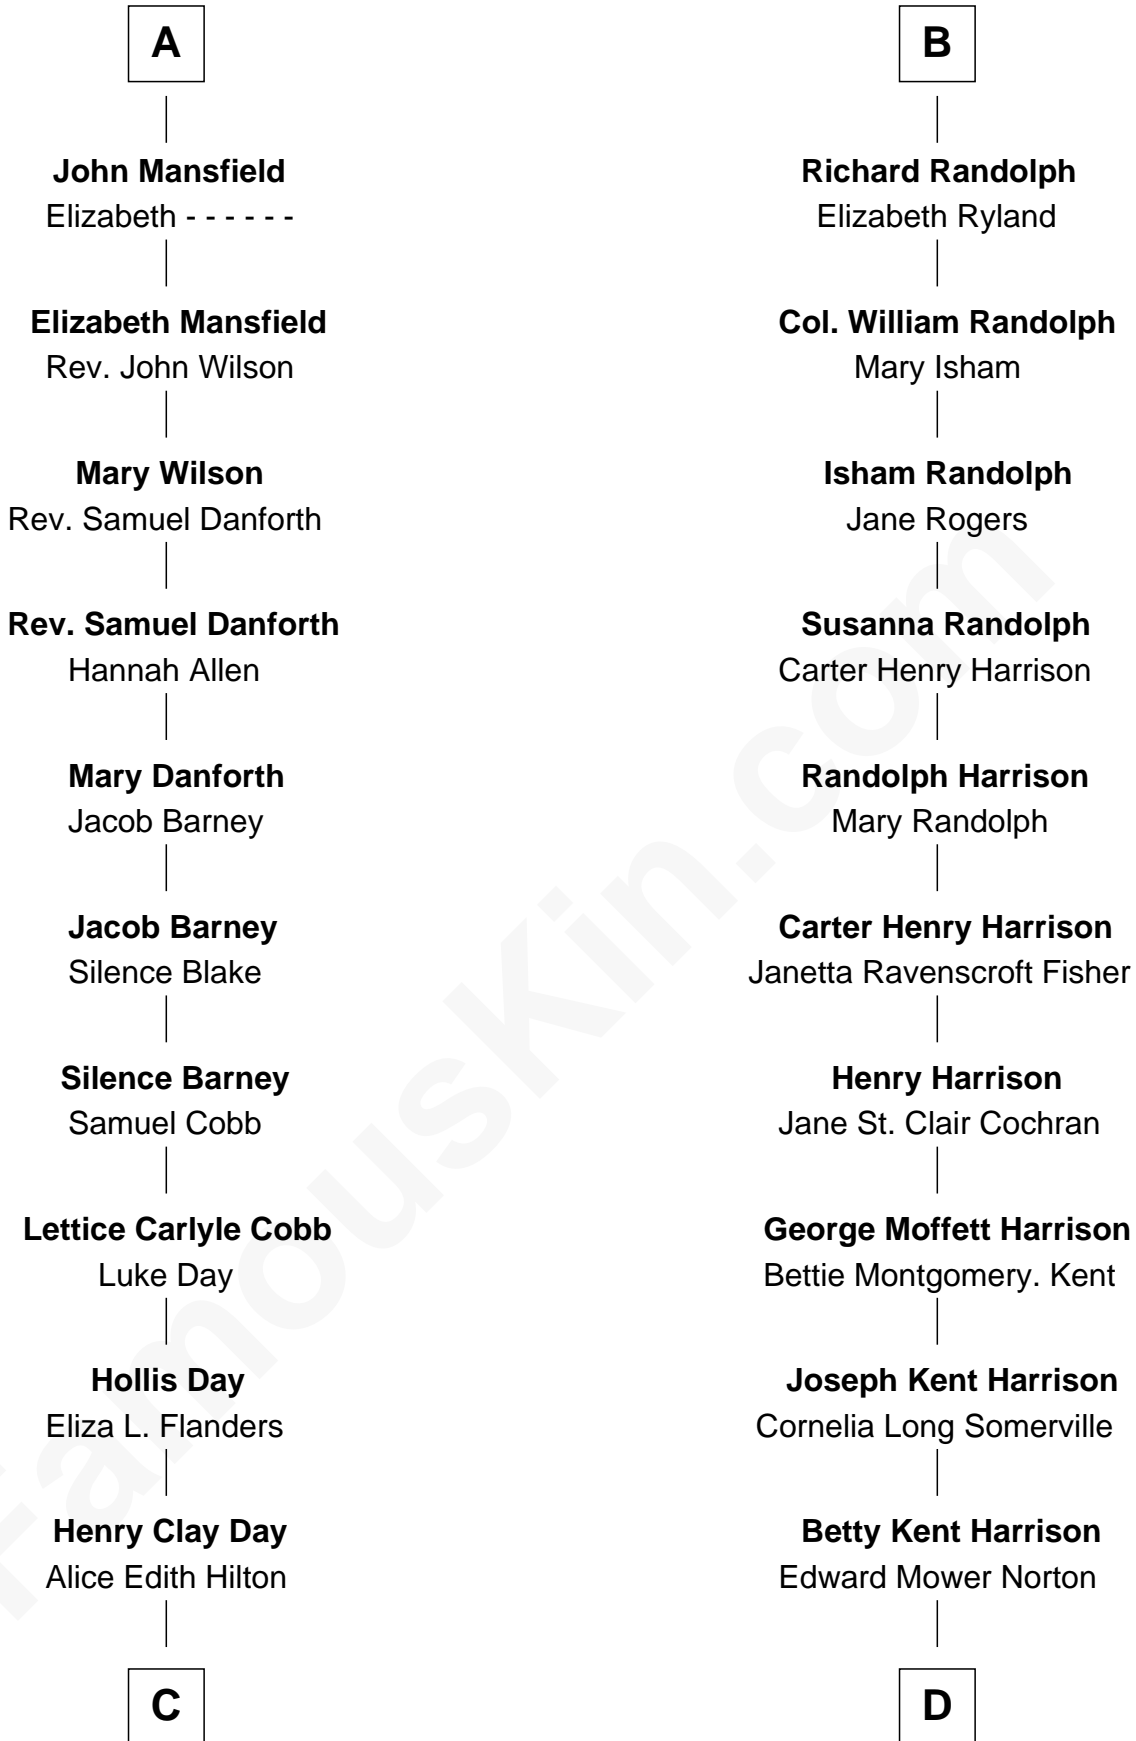 A
John Mansfield
Elizabeth - - - - - -
Elizabeth Mansfield
Rev. John Wilson
Mary Wilson
Rev. Samuel Danforth
Rev. Samuel Danforth
Hannah Allen
Mary Danforth
Jacob Barney
Jacob Barney
Silence Blake
Silence Barney
Samuel Cobb
Lettice Carlyle Cobb
Luke Day
Hollis Day
Eliza L. Flanders
Henry Clay Day
Alice Edith Hilton
C
B
Richard Randolph
Elizabeth Ryland
Col. William Randolph
Mary Isham
Isham Randolph
Jane Rogers
Susanna Randolph
Carter Henry Harrison
Randolph Harrison
Mary Randolph
Carter Henry Harrison
Janetta Ravenscroft Fisher
Henry Harrison
Jane St. Clair Cochran
George Moffett Harrison
Bettie Montgomery. Kent
Joseph Kent Harrison
Cornelia Long Somerville
Betty Kent Harrison
Edward Mower Norton
D
FamousKin.com